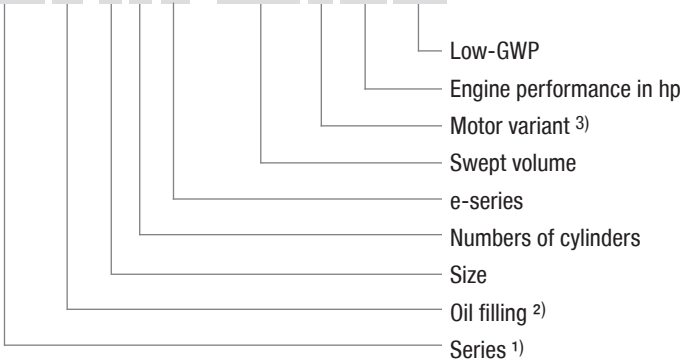 Low-GWP
Engine performance in hp
Motor variant 3)
Swept volume
e-series
Numbers of cylinders
Size
Oil filling 2)
Series 1)